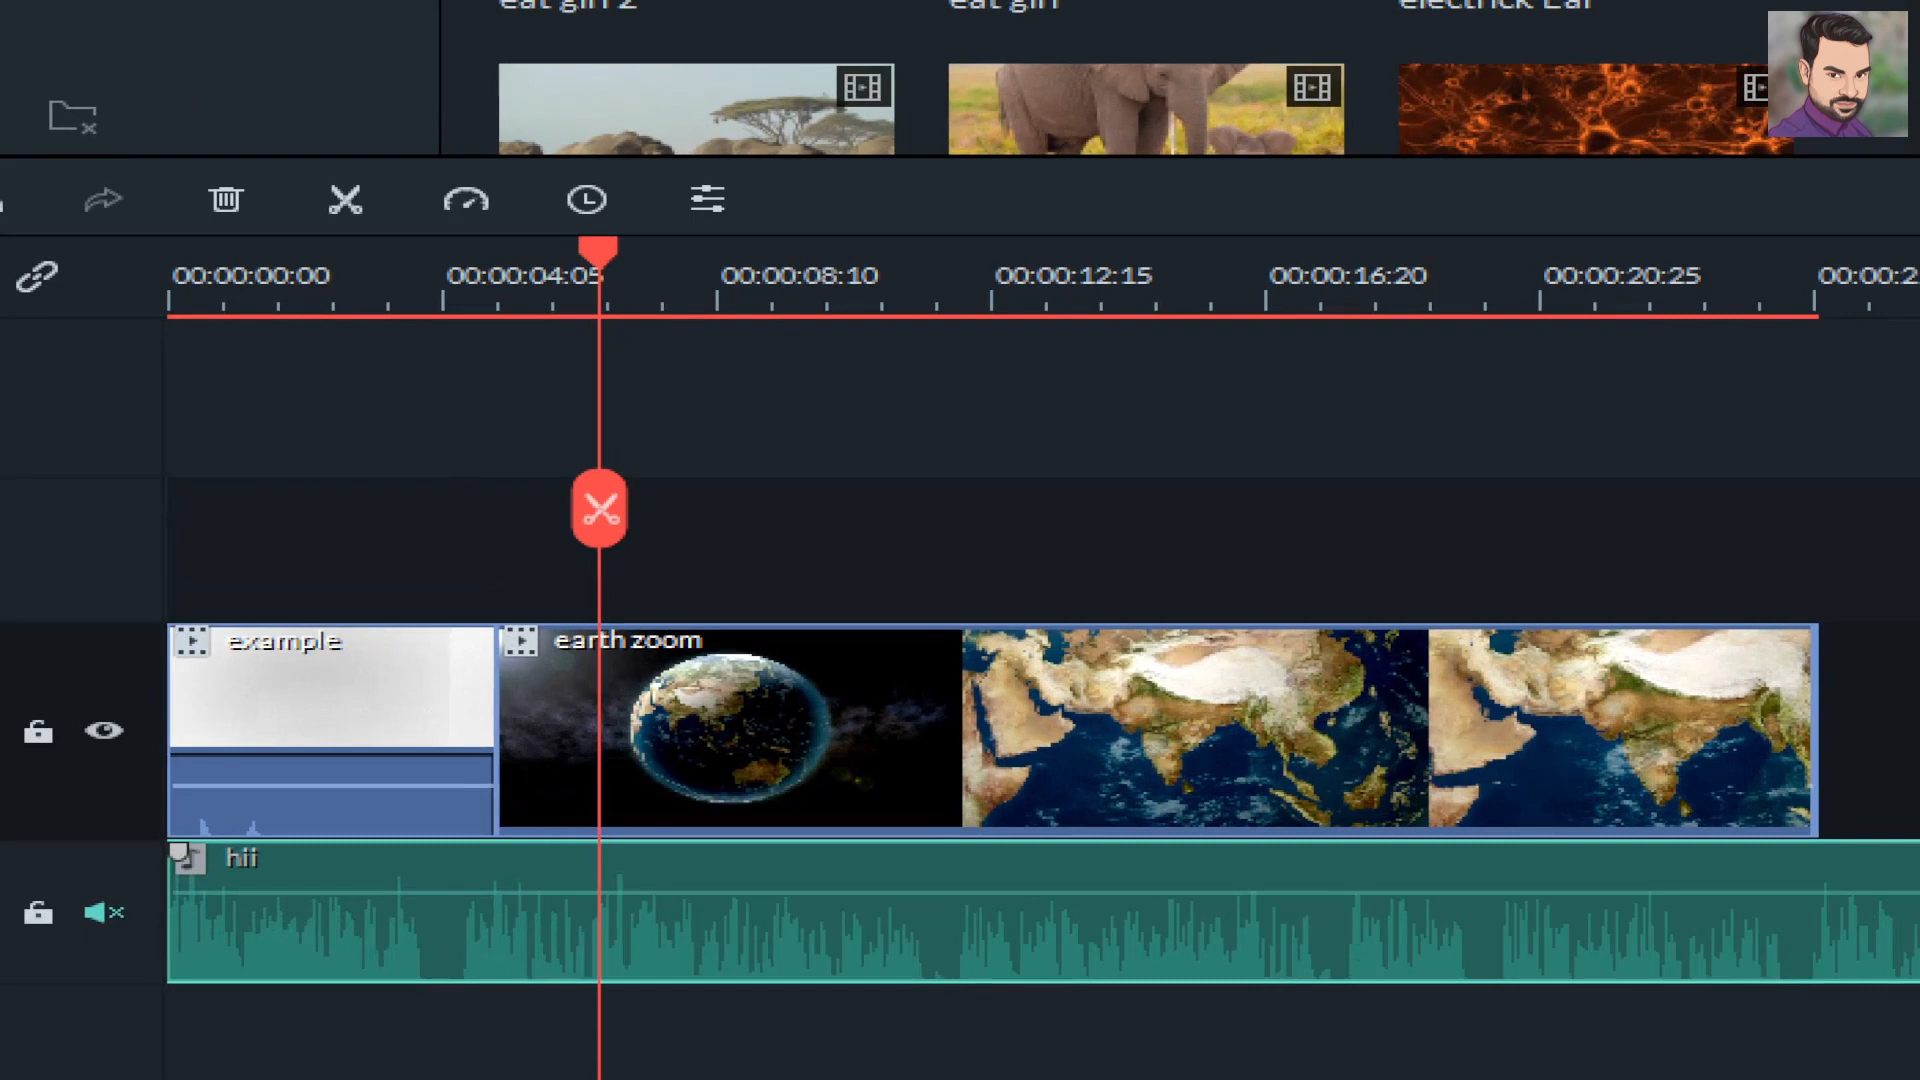 eat girl 2
eat girl
electrick Ear
00:00:00:00
00:00:04:05
00:00:08:10
00:00:12:15
00:00:16:20
00:00:20:25
00:00:2
example
earth zoom
hii